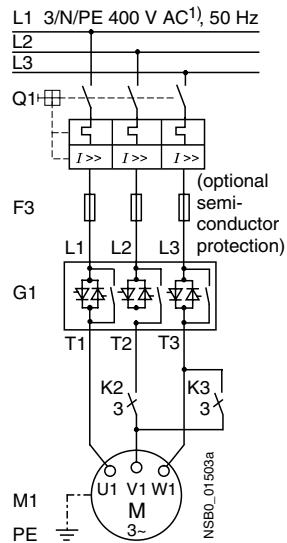 L1 3/N/PE 400 V AC1), 50 Hz
L2
L3
Q1
I >> I >> I >>
(optional
semi-
conductor
protection)
F3
L1 L2 L3
G1
T1 T2 T3
K2
3
K3
3
U1 V1 W1
M
3~
M1
PE
NSB0_01503a